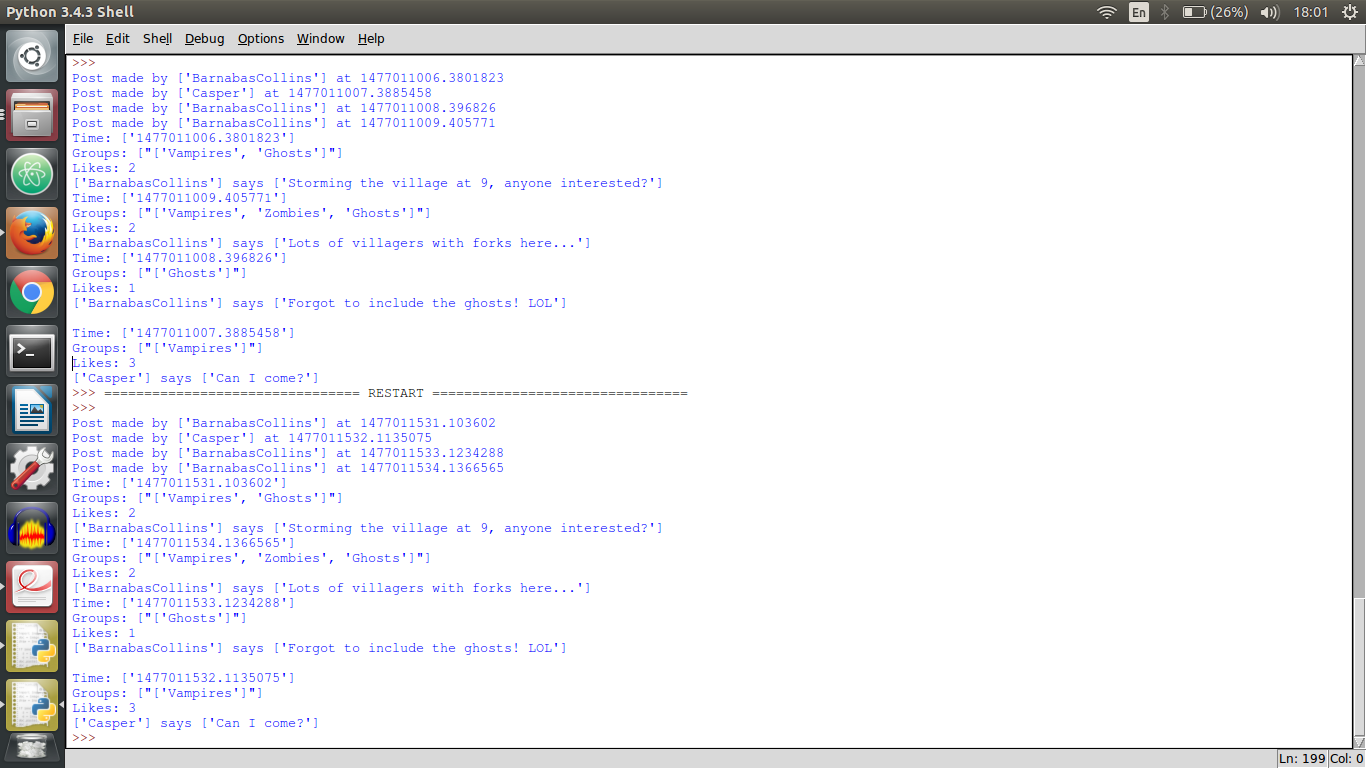 Python 3.4.3 Shell
En (26%) 18:01
File Edit Shell Debug Options Window Help
>>>
Post made by ['BarnabasCollins'] at 1477011006.3801823
Post made by ['Casper'] at 1477011007.3885458
Post made by ['BarnabasCollins'] at 1477011008.396826
Post made by ['BarnabasCollins'] at 1477011009.405771
Time: ['1477011006.3801823']
Groups: ["['Vampires', 'Ghosts']"]
Likes: 2
['BarnabasCollins'] says ['Storming the village at 9, anyone interested?']
Time: ['1477011009.405771']
Groups: ["['Vampires', 'Zombies', 'Ghosts']"]
Likes: 2
['BarnabasCollins'] says ['Lots of villagers with forks here...']
Time: ['1477011008.396826']
Groups: ["['Ghosts']"]
Likes: 1
['BarnabasCollins'] says ['Forgot to include the ghosts! LOL']
Time: ['1477011007.3885458']
Groups: ["['Vampires']"]
Likes: 3
['Casper'] says ['Can I come?']
>>> ================================ RESTART ================================
>>>
Post made by ['BarnabasCollins'] at 1477011531.103602
Post made by ['Casper'] at 1477011532.1135075
Post made by ['BarnabasCollins'] at 1477011533.1234288
Post made by ['BarnabasCollins'] at 1477011534.1366565
Time: ['1477011531.103602']
Groups: ["['Vampires', 'Ghosts']"]
Likes: 2
['BarnabasCollins'] says ['Storming the village at 9, anyone interested?']
Time: ['1477011534.1366565']
Groups: ["['Vampires', 'Zombies', 'Ghosts']"]
Likes: 2
['BarnabasCollins'] says ['Lots of villagers with forks here...']
Time: ['1477011533.1234288']
Groups: ["['Ghosts']"]
Likes: 1
['BarnabasCollins'] says ['Forgot to include the ghosts! LOL']
Time: ['1477011532.1135075']
Groups: ["['Vampires']"]
Likes: 3
['Casper'] says ['Can I come?']
>>>
Ln: 199 Col: 0